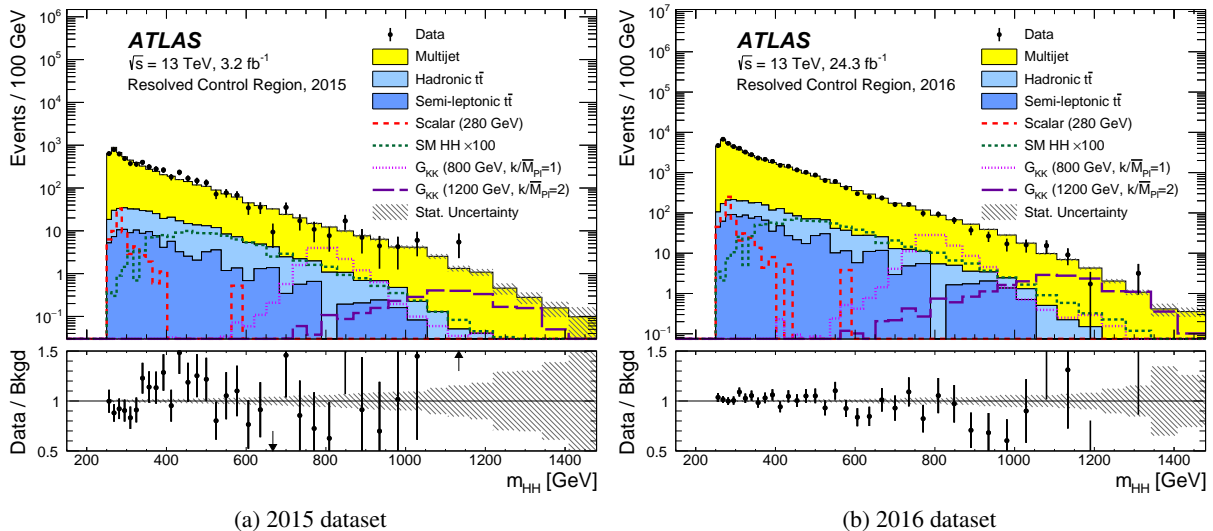 Events / 100 GeV
10⁶
10⁵
10⁴
10³
10²
10
1
10⁻¹
ATLAS
√s = 13 TeV, 3.2 fb⁻¹
Resolved Control Region, 2015
Data
Multijet
Hadronic tt̄
Semi-leptonic tt̄
Scalar (280 GeV)
SM HH ×100
G_KK (800 GeV, k/M̄_Pl=1)
G_KK (1200 GeV, k/M̄_Pl=2)
Stat. Uncertainty
Data / Bkgd
1.5
1
0.5
200 400 600 800 1000 1200 1400
m_HH [GeV]
(a) 2015 dataset
Events / 100 GeV
10⁷
10⁶
10⁵
10⁴
10³
10²
10
1
10⁻¹
ATLAS
√s = 13 TeV, 24.3 fb⁻¹
Resolved Control Region, 2016
Data
Multijet
Hadronic tt̄
Semi-leptonic tt̄
Scalar (280 GeV)
SM HH ×100
G_KK (800 GeV, k/M̄_Pl=1)
G_KK (1200 GeV, k/M̄_Pl=2)
Stat. Uncertainty
Data / Bkgd
1.5
1
0.5
200 400 600 800 1000 1200 1400
m_HH [GeV]
(b) 2016 dataset